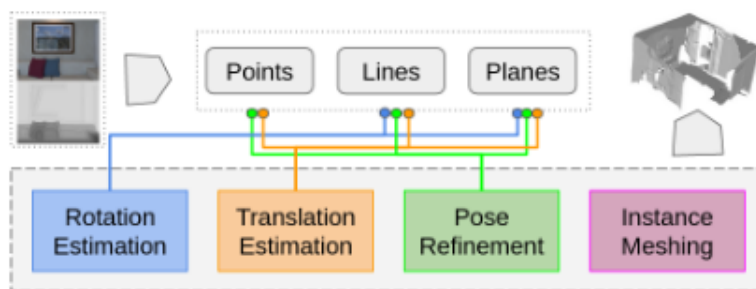 Points Lines Planes
Rotation Translation Pose Instance
Estimation Estimation Refinement Meshing